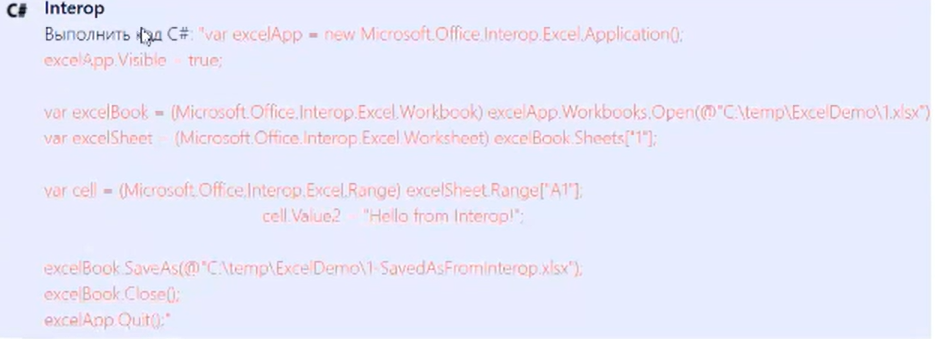 C# Interop
Выполнить код C#: "var excelApp = new Microsoft.Office.Interop.Excel.Application();
excelApp.Visible = true;
var excelBook = (Microsoft.Office.Interop.Excel.Workbook) excelApp.Workbooks.Open(@"C:\temp\ExcelDemo\1.xlsx")
var excelSheet = (Microsoft.Office.Interop.Excel.Worksheet) excelBook.Sheets["1"];
var cell = (Microsoft.Office.Interop.Excel.Range) excelSheet.Range["A1"];
cell.Value2 = "Hello from Interop!";
excelBook.SaveAs(@"C:\temp\ExcelDemo\1-SavedAsFromInterop.xlsx");
excelBook.Close();
excelApp.Quit();"